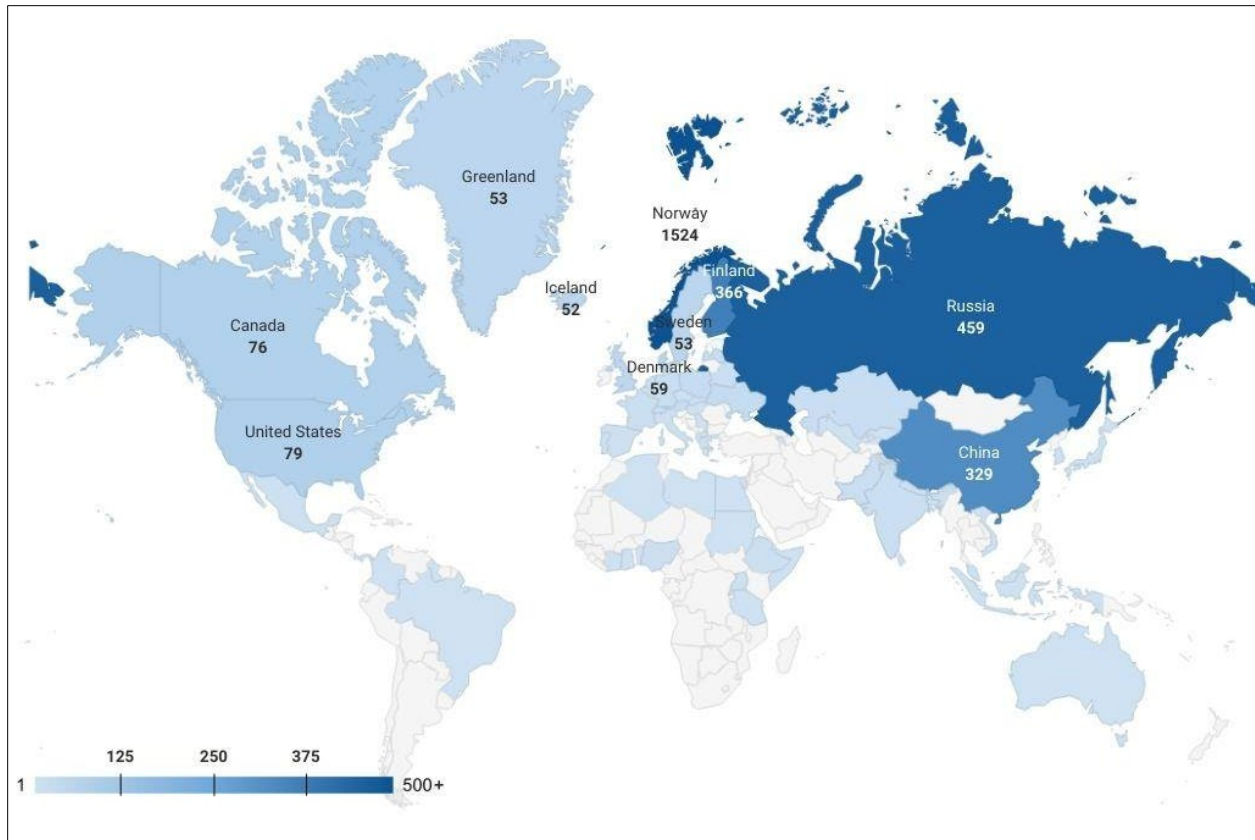 Greenland
53
Norway
1524
Finland
366
Iceland
52
Russia
459
Canada
76
Sweden
53
Denmark
59
United States
79
China
329
125
250
375
1
500+